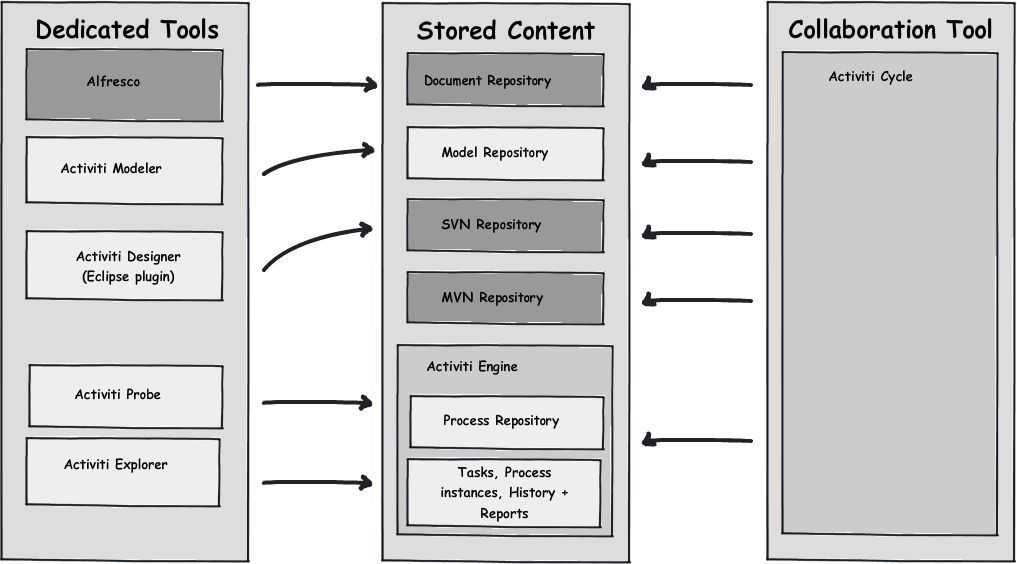 Dedicated Tools
Alfresco
Activiti Modeler
Activiti Designer
(Eclipse plugin)
Activiti Probe
Activiti Explorer
Stored Content
Document Repository
Model Repository
SVN Repository
MVN Repository
Activiti Engine
Process Repository
Tasks, Process
instances, History +
Reports
Collaboration Tool
Activiti Cycle